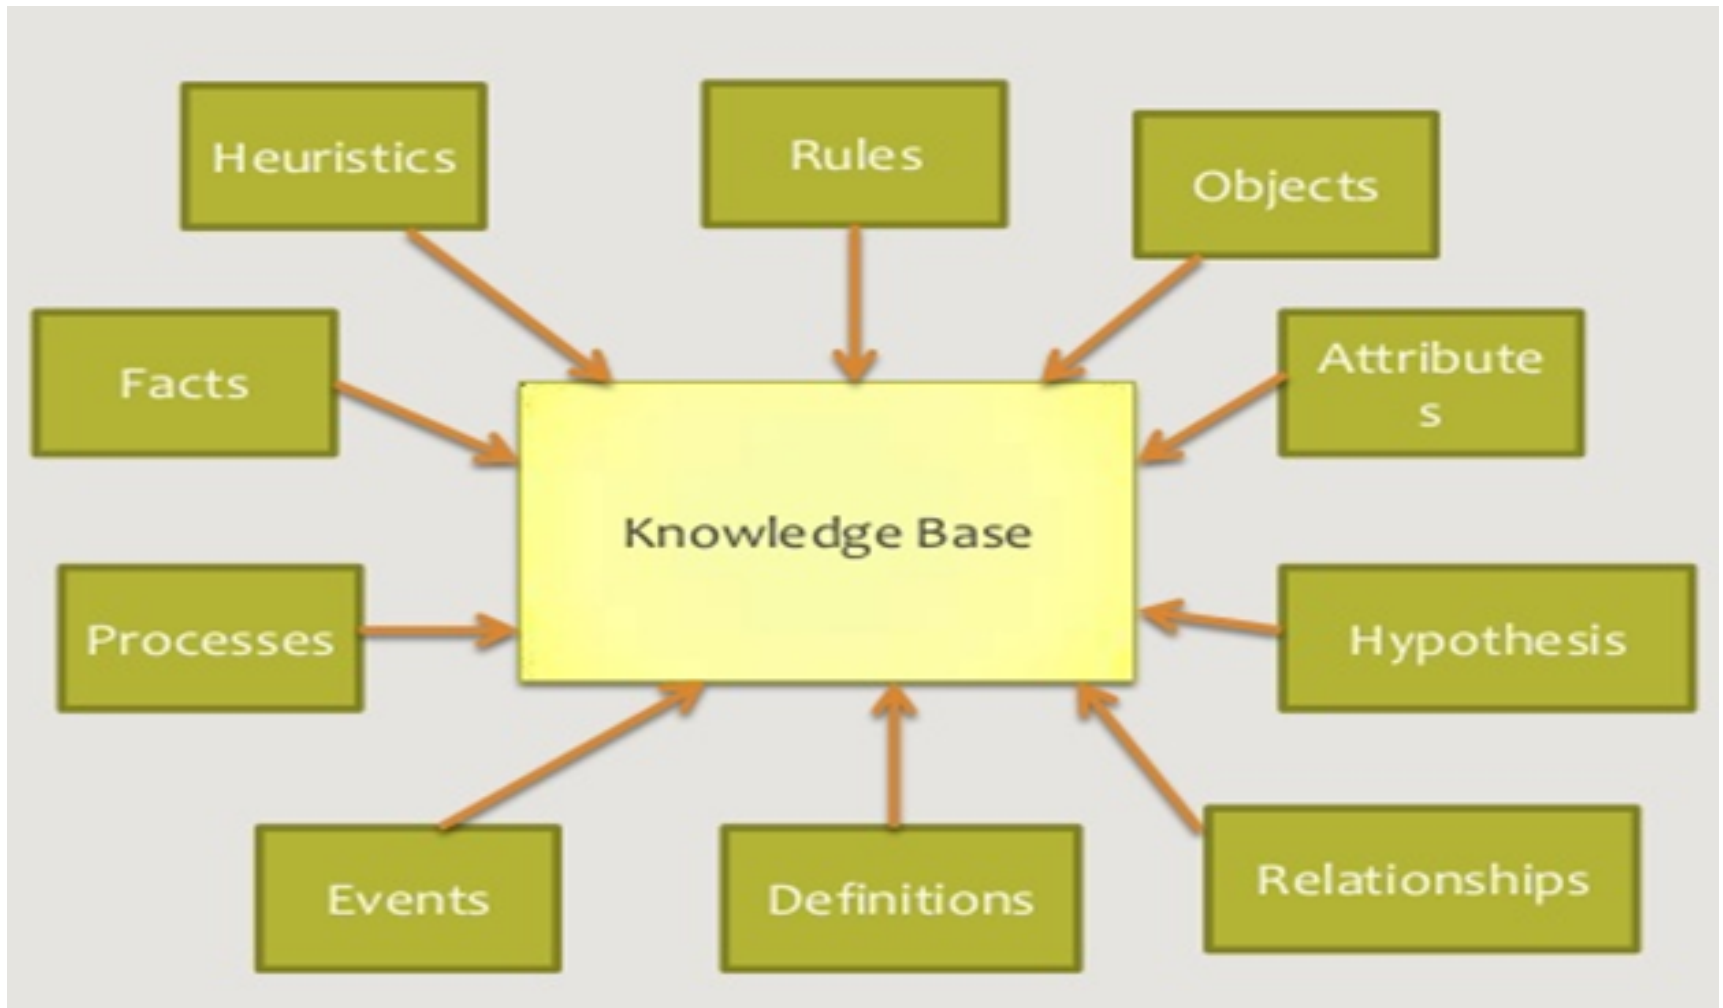 Heuristics
Rules
Objects
Facts
Attribute
s
Knowledge Base
Processes
Hypothesis
Events
Definitions
Relationships